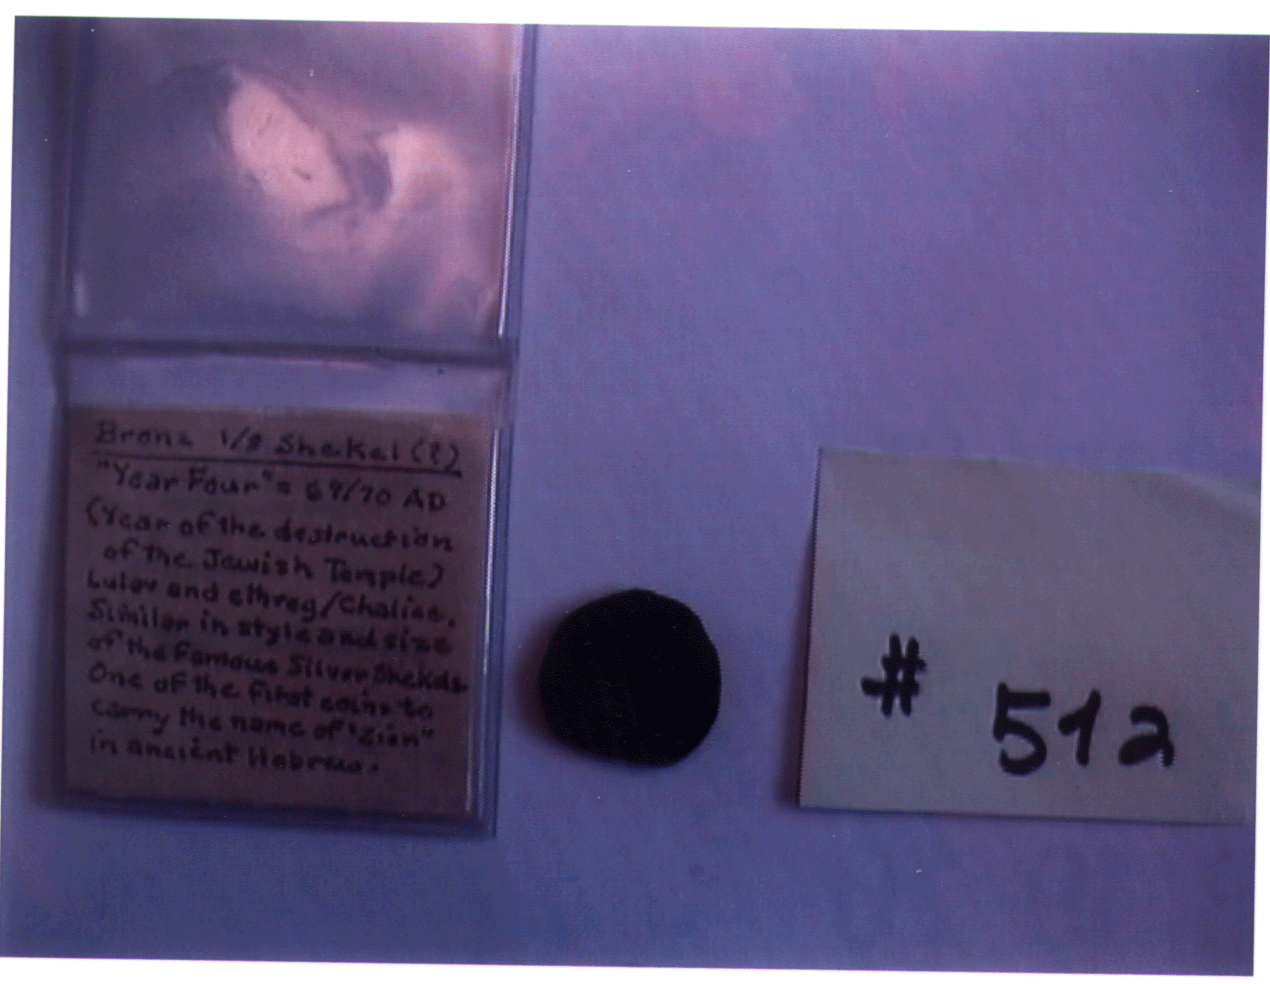 Bronz 1/8 Shekel (?)
"Year Four" = 69/70 AD
(Year of the destruction
of the Jewish Temple)
Lulav and ethrog/Chalice.
Similar in style and size
of the famous Silver Shekels
One of the first coins to
carry the name of "Zion"
in ancient Hebrew.
# 512